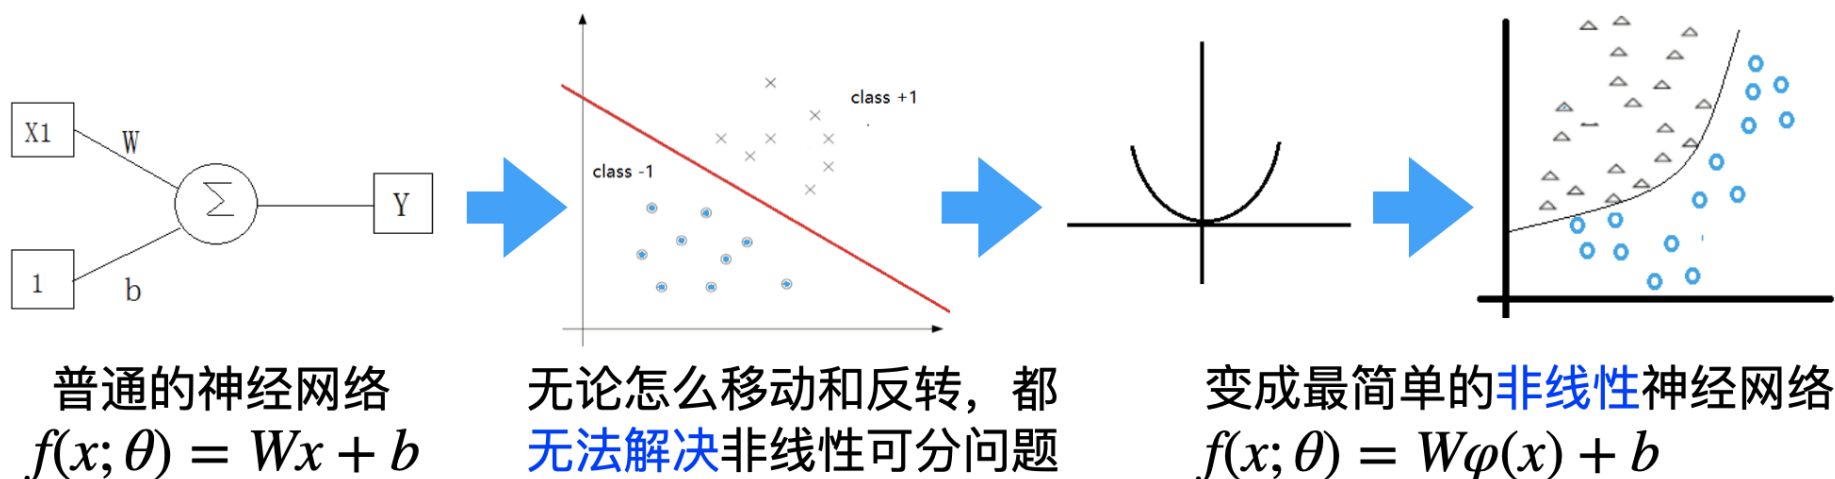 X1
W
Σ
Y
1
b
class +1
class -1
普通的神经网络
f(x; θ) = Wx + b
无论怎么移动和反转，都
无法解决非线性可分问题
变成最简单的非线性神经网络
f(x; θ) = Wφ(x) + b